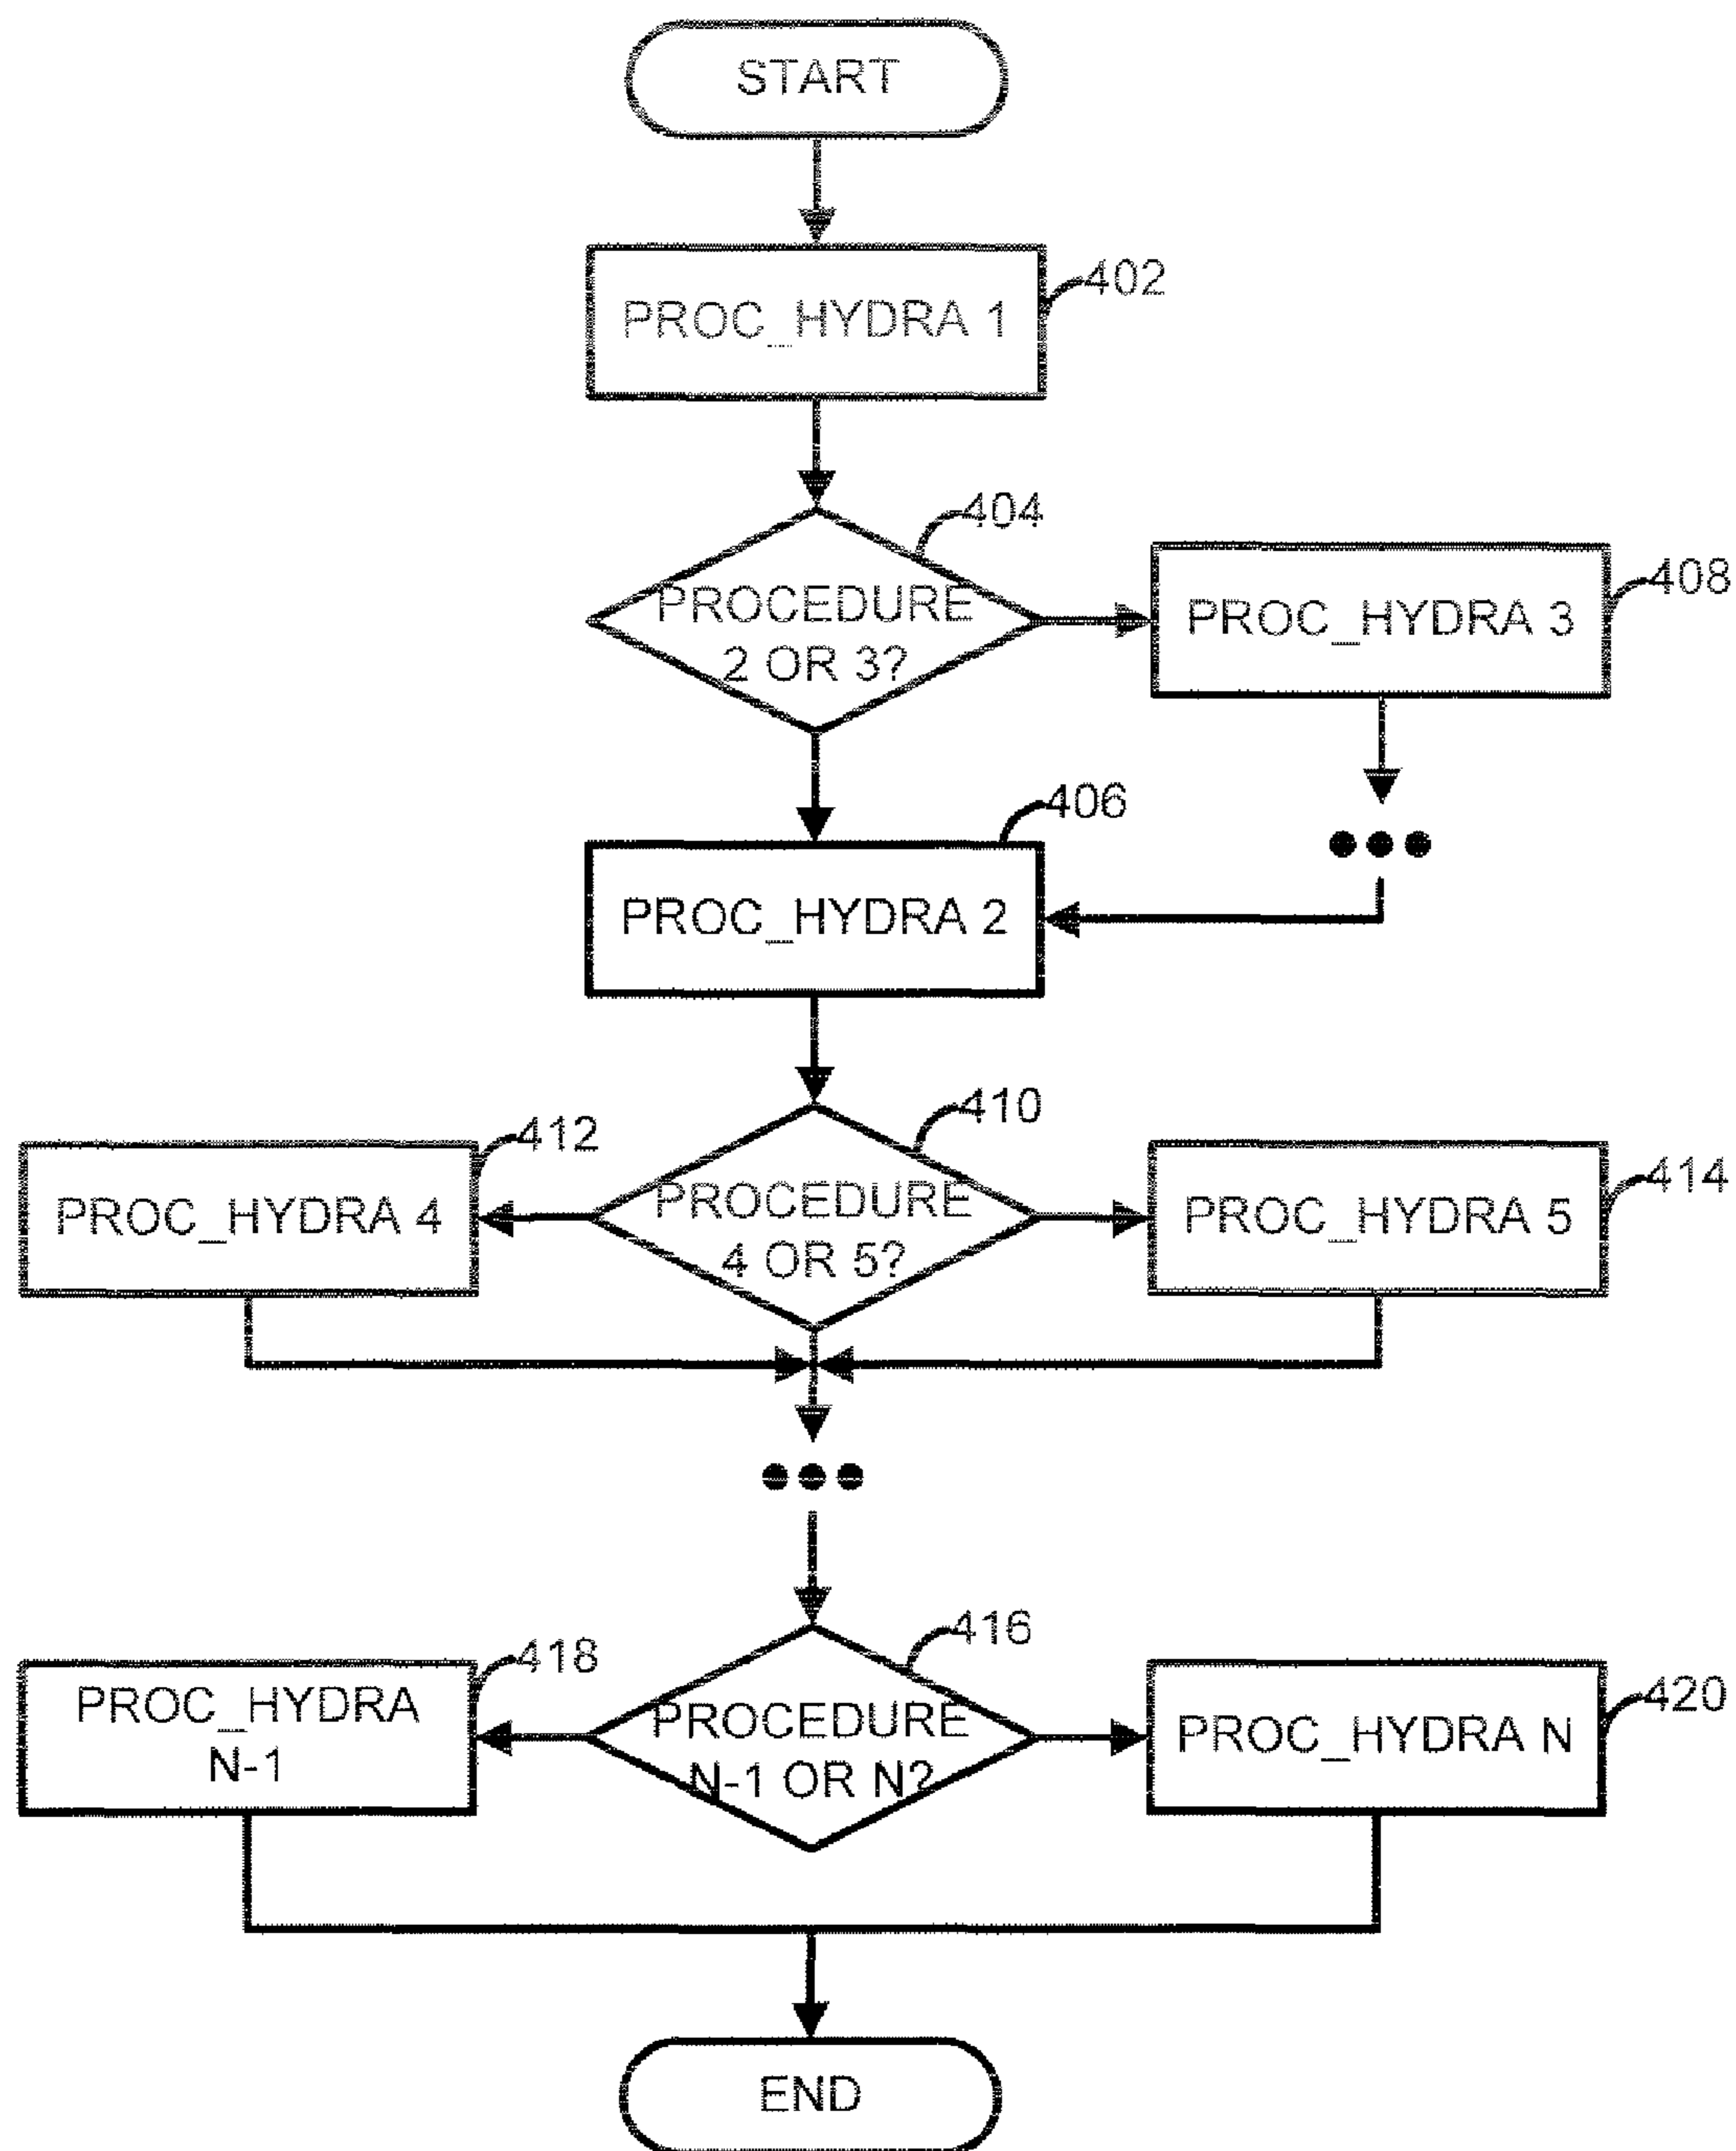 START
PROC_HYDRA 1
402
404
PROCEDURE
2 OR 3?
PROC_HYDRA 3
408
406
PROC_HYDRA 2
410
PROCEDURE
4 OR 5?
412
PROC_HYDRA 4
414
PROC_HYDRA 5
416
PROCEDURE
N-1 OR N?
418
PROC_HYDRA
N-1
420
PROC_HYDRA N
END